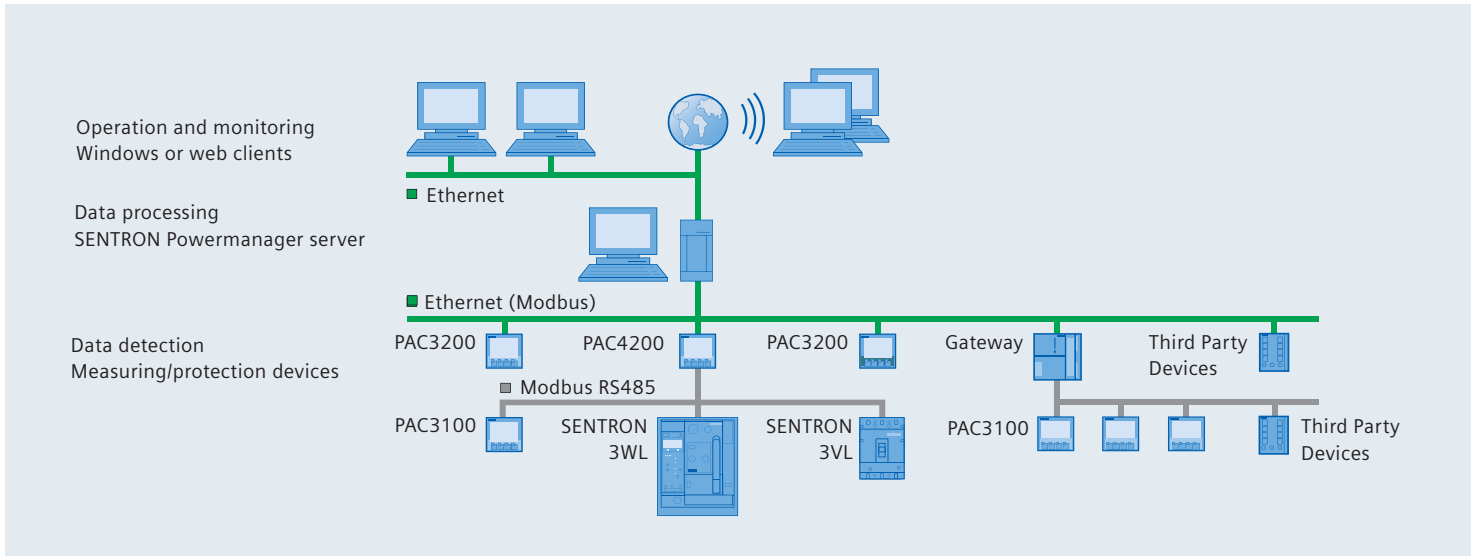 Operation and monitoring
Windows or web clients
Ethernet
Data processing
SENTRON Powermanager server
Ethernet (Modbus)
Data detection
Measuring/protection devices
PAC3200
PAC4200
PAC3200
Gateway
Third Party
Devices
Modbus RS485
PAC3100
SENTRON
3WL
SENTRON
3VL
PAC3100
Third Party
Devices